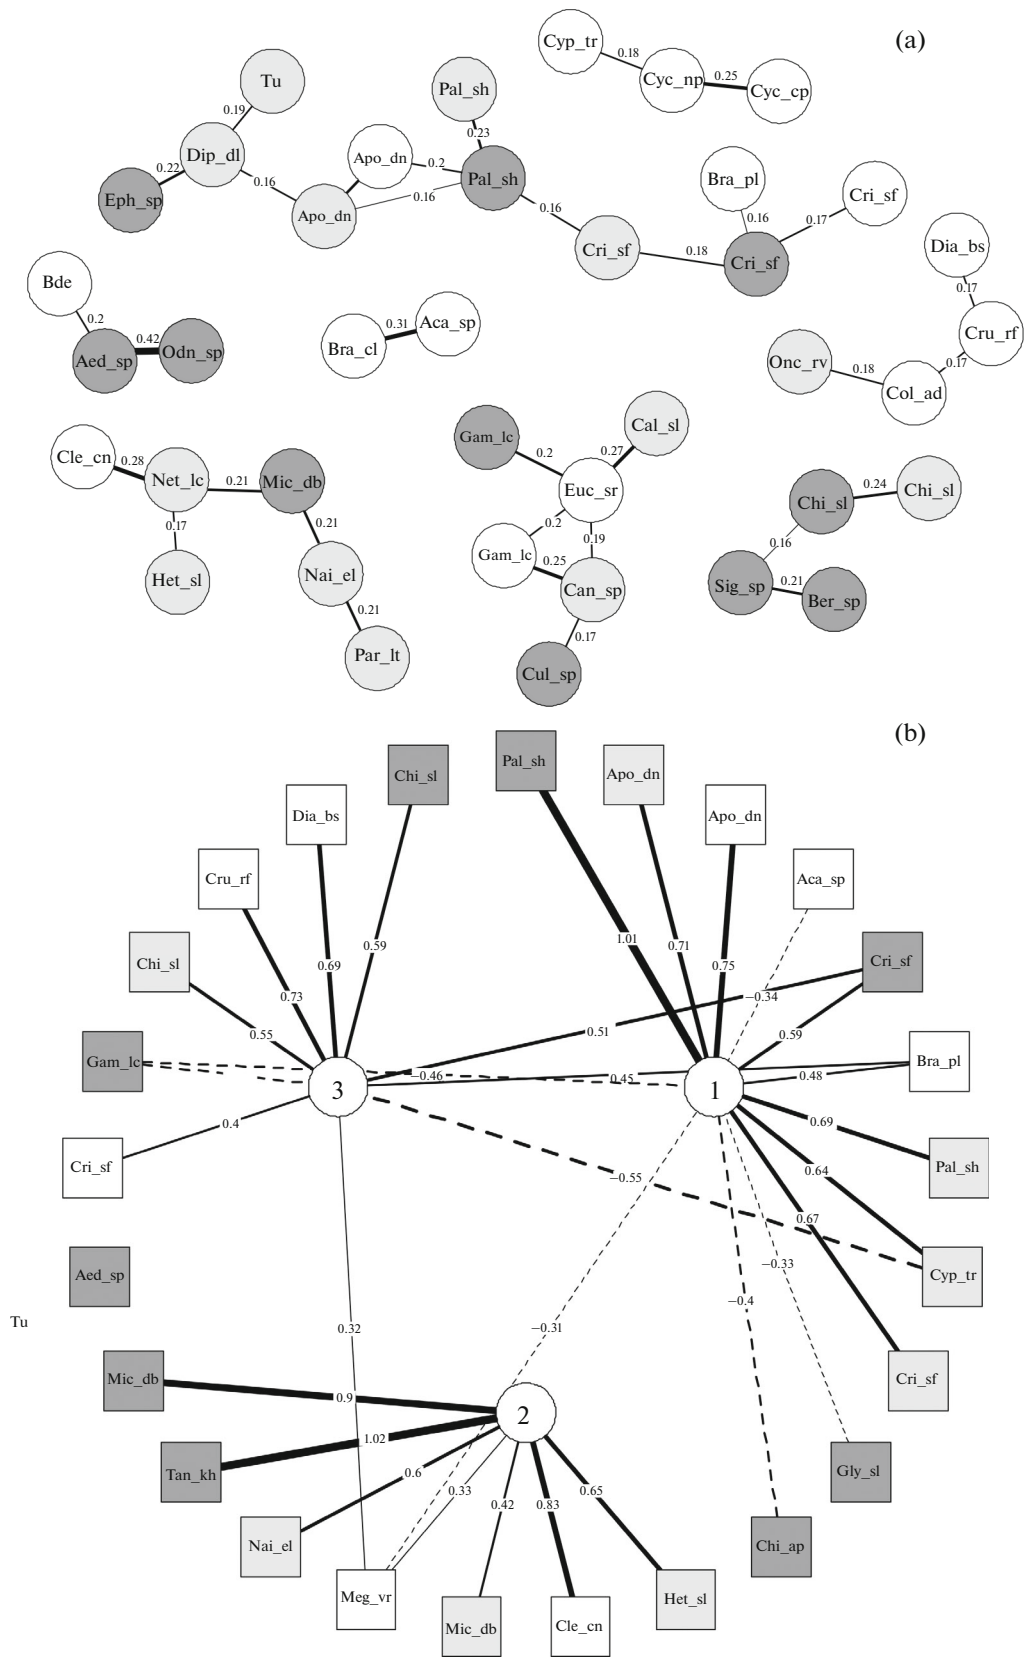 (a)
Cyp_tr
0.18
Cyc_np
0.25
Cyc_cp
Tu
0.19
Pal_sh
0.23
Dip_dl
0.22
Eph_sp
0.16
Apo_dn
0.2
Pal_sh
Apo_dn
0.16
0.16
Bra_pl
0.16
Cri_sf
0.17
Cri_sf
0.18
Cri_sf
Dia_bs
0.17
Cru_rf
0.17
Onc_rv
0.18
Col_ad
Bde
0.2
Aed_sp
0.42
Odn_sp
Bra_cl
0.31
Aca_sp
Cle_cn
0.28
Net_lc
0.21
Mic_db
0.17
Het_sl
0.21
Nai_el
0.21
Par_lt
Gam_lc
0.2
Cal_sl
0.27
Euc_sr
0.2
0.19
Gam_lc
0.25
Can_sp
0.17
Cul_sp
Chi_sl
0.24
Chi_sl
0.16
Sig_sp
0.21
Ber_sp
(b)
Pal_sh
Chi_sl
Apo_dn
Dia_bs
Apo_dn
Cru_rf
Aca_sp
Chi_sl
Cri_sf
1.01
0.71
0.59
0.69
0.75
0.73
−0.34
0.55
0.51
0.59
Gam_lc
Bra_pl
3
−0.46
0.45
1
0.48
0.4
0.69
Cri_sf
Pal_sh
−0.55
0.64
0.67
Aed_sp
−0.33
Cyp_tr
−0.4
Tu
0.32
−0.31
Mic_db
0.9
Cri_sf
2
1.02
Tan_kh
0.6
0.33
0.42
0.83
0.65
Gly_sl
Nai_el
Chi_ap
Meg_vr
Mic_db
Cle_cn
Het_sl